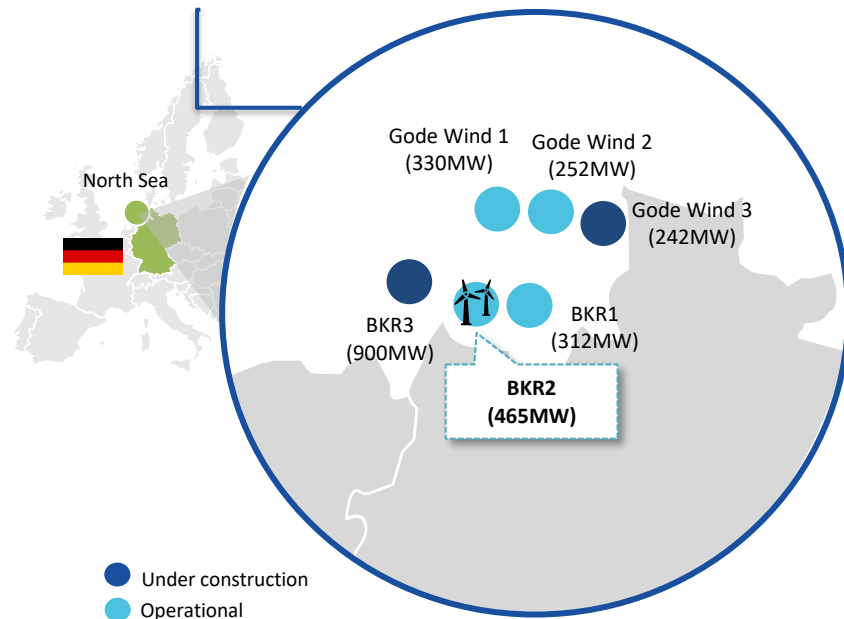 North Sea
Gode Wind 1
(330MW)
Gode Wind 2
(252MW)
Gode Wind 3
(242MW)
BKR3
(900MW)
BKR1
(312MW)
BKR2
(465MW)
Under construction
Operational